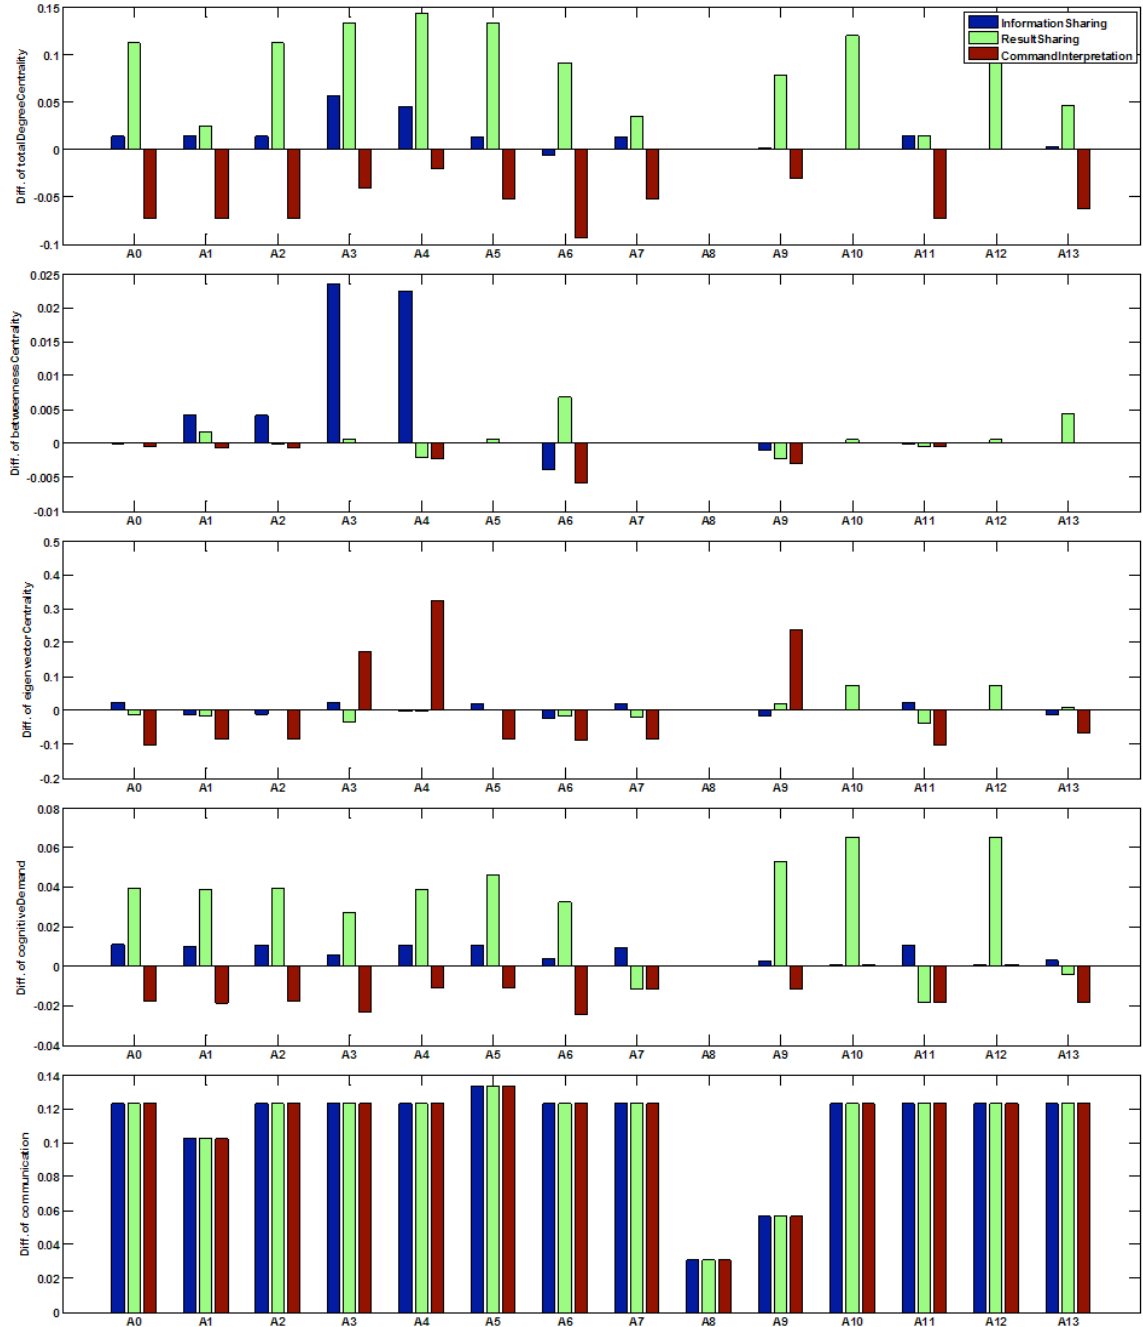 0.15
0.1
0.05
0
-0.05
-0.1
Diff. of totalDegreeCentrality
InformationSharing
ResultSharing
CommandInterpretation
A0 A1 A2 A3 A4 A5 A6 A7 A8 A9 A10 A11 A12 A13
0.025
0.02
0.015
0.01
0.005
0
-0.005
-0.01
Diff. of betweennessCentrality
A0 A1 A2 A3 A4 A5 A6 A7 A8 A9 A10 A11 A12 A13
0.5
0.4
0.3
0.2
0.1
0
-0.1
-0.2
Diff. of eigenvectorCentrality
A0 A1 A2 A3 A4 A5 A6 A7 A8 A9 A10 A11 A12 A13
0.08
0.06
0.04
0.02
0
-0.02
-0.04
Diff. of cognitiveDemand
A0 A1 A2 A3 A4 A5 A6 A7 A8 A9 A10 A11 A12 A13
0.14
0.12
0.1
0.08
0.06
0.04
0.02
0
Diff. of communication
A0 A1 A2 A3 A4 A5 A6 A7 A8 A9 A10 A11 A12 A13